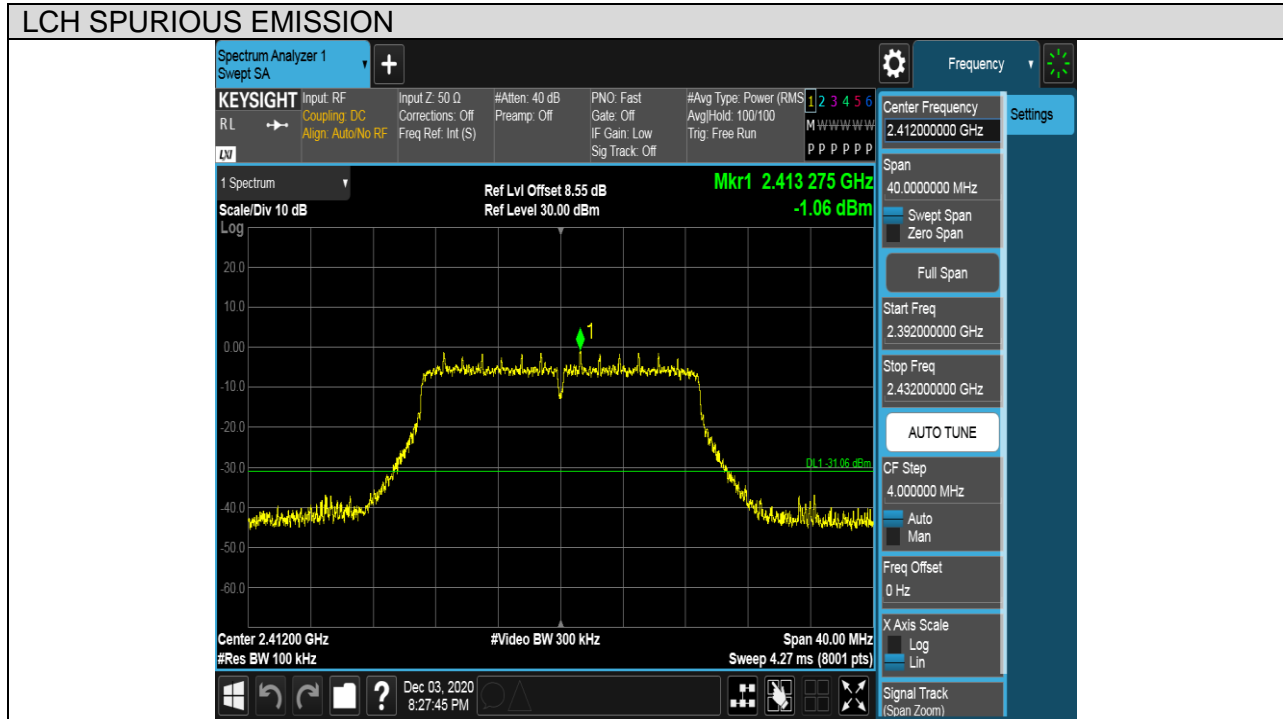 LCH SPURIOUS EMISSION
Spectrum Analyzer 1
Swept SA
Frequency
KEYSIGHT
RL
LXI
Input: RF
Coupling: DC
Align: Auto/No RF
Input Z: 50 Ω
Corrections: Off
Freq Ref: Int (S)
#Atten: 40 dB
Preamp: Off
PNO: Fast
Gate: Off
IF Gain: Low
Sig Track: Off
#Avg Type: Power (RMS
Avg|Hold: 100/100
Trig: Free Run
1 2 3 4 5 6
M W W W W W
P P P P P P
1 Spectrum
Scale/Div 10 dB
Ref Lvl Offset 8.55 dB
Ref Level 30.00 dBm
Mkr1 2.413 275 GHz
-1.06 dBm
Log
20.0
10.0
0.00
-10.0
-20.0
-30.0
-40.0
-50.0
-60.0
1
DL1 -31.06 dBm
Center 2.41200 GHz
#Res BW 100 kHz
#Video BW 300 kHz
Span 40.00 MHz
Sweep 4.27 ms (8001 pts)
Dec 03, 2020
8:27:45 PM
Center Frequency
2.412000000 GHz
Settings
Span
40.0000000 MHz
Swept Span
Zero Span
Full Span
Start Freq
2.392000000 GHz
Stop Freq
2.432000000 GHz
AUTO TUNE
CF Step
4.000000 MHz
Auto
Man
Freq Offset
0 Hz
X Axis Scale
Log
Lin
Signal Track
(Span Zoom)